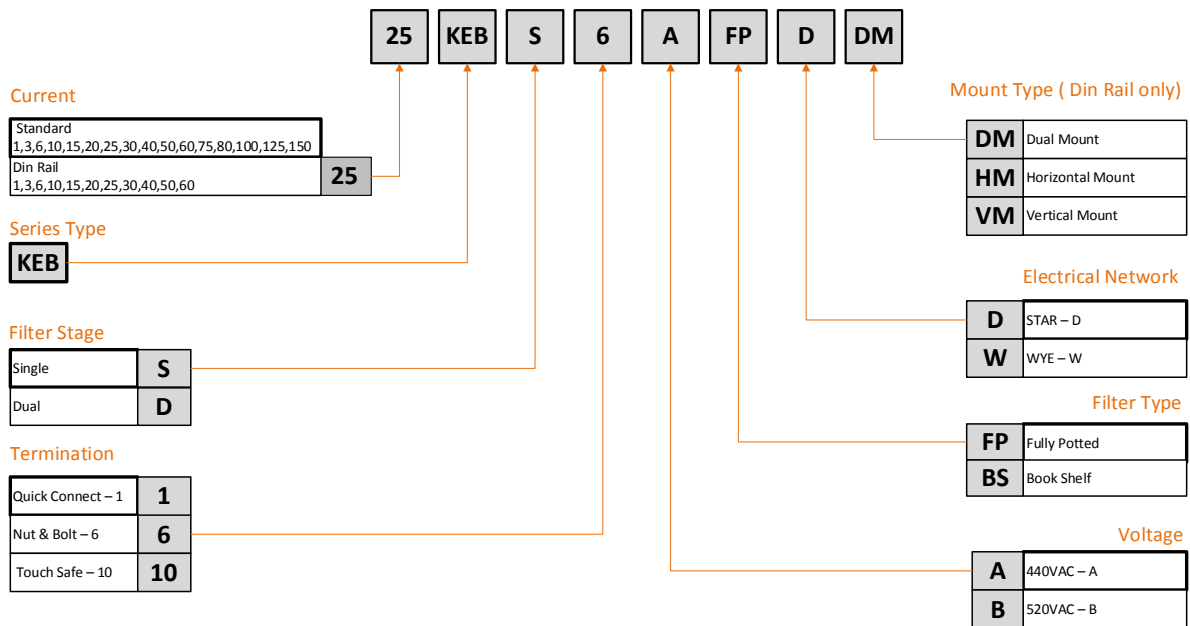 25 KEB S 6 A FP D DM
Current
Standard
1,3,6,10,15,20,25,30,40,50,60,75,80,100,125,150
Din Rail
1,3,6,10,15,20,25,30,40,50,60
25
Series Type
KEB
Filter Stage
Single S
Dual D
Termination
Quick Connect – 1 1
Nut & Bolt – 6 6
Touch Safe – 10 10
Mount Type ( Din Rail only)
DM Dual Mount
HM Horizontal Mount
VM Vertical Mount
Electrical Network
D STAR – D
W WYE – W
Filter Type
FP Fully Potted
BS Book Shelf
Voltage
A 440VAC – A
B 520VAC – B